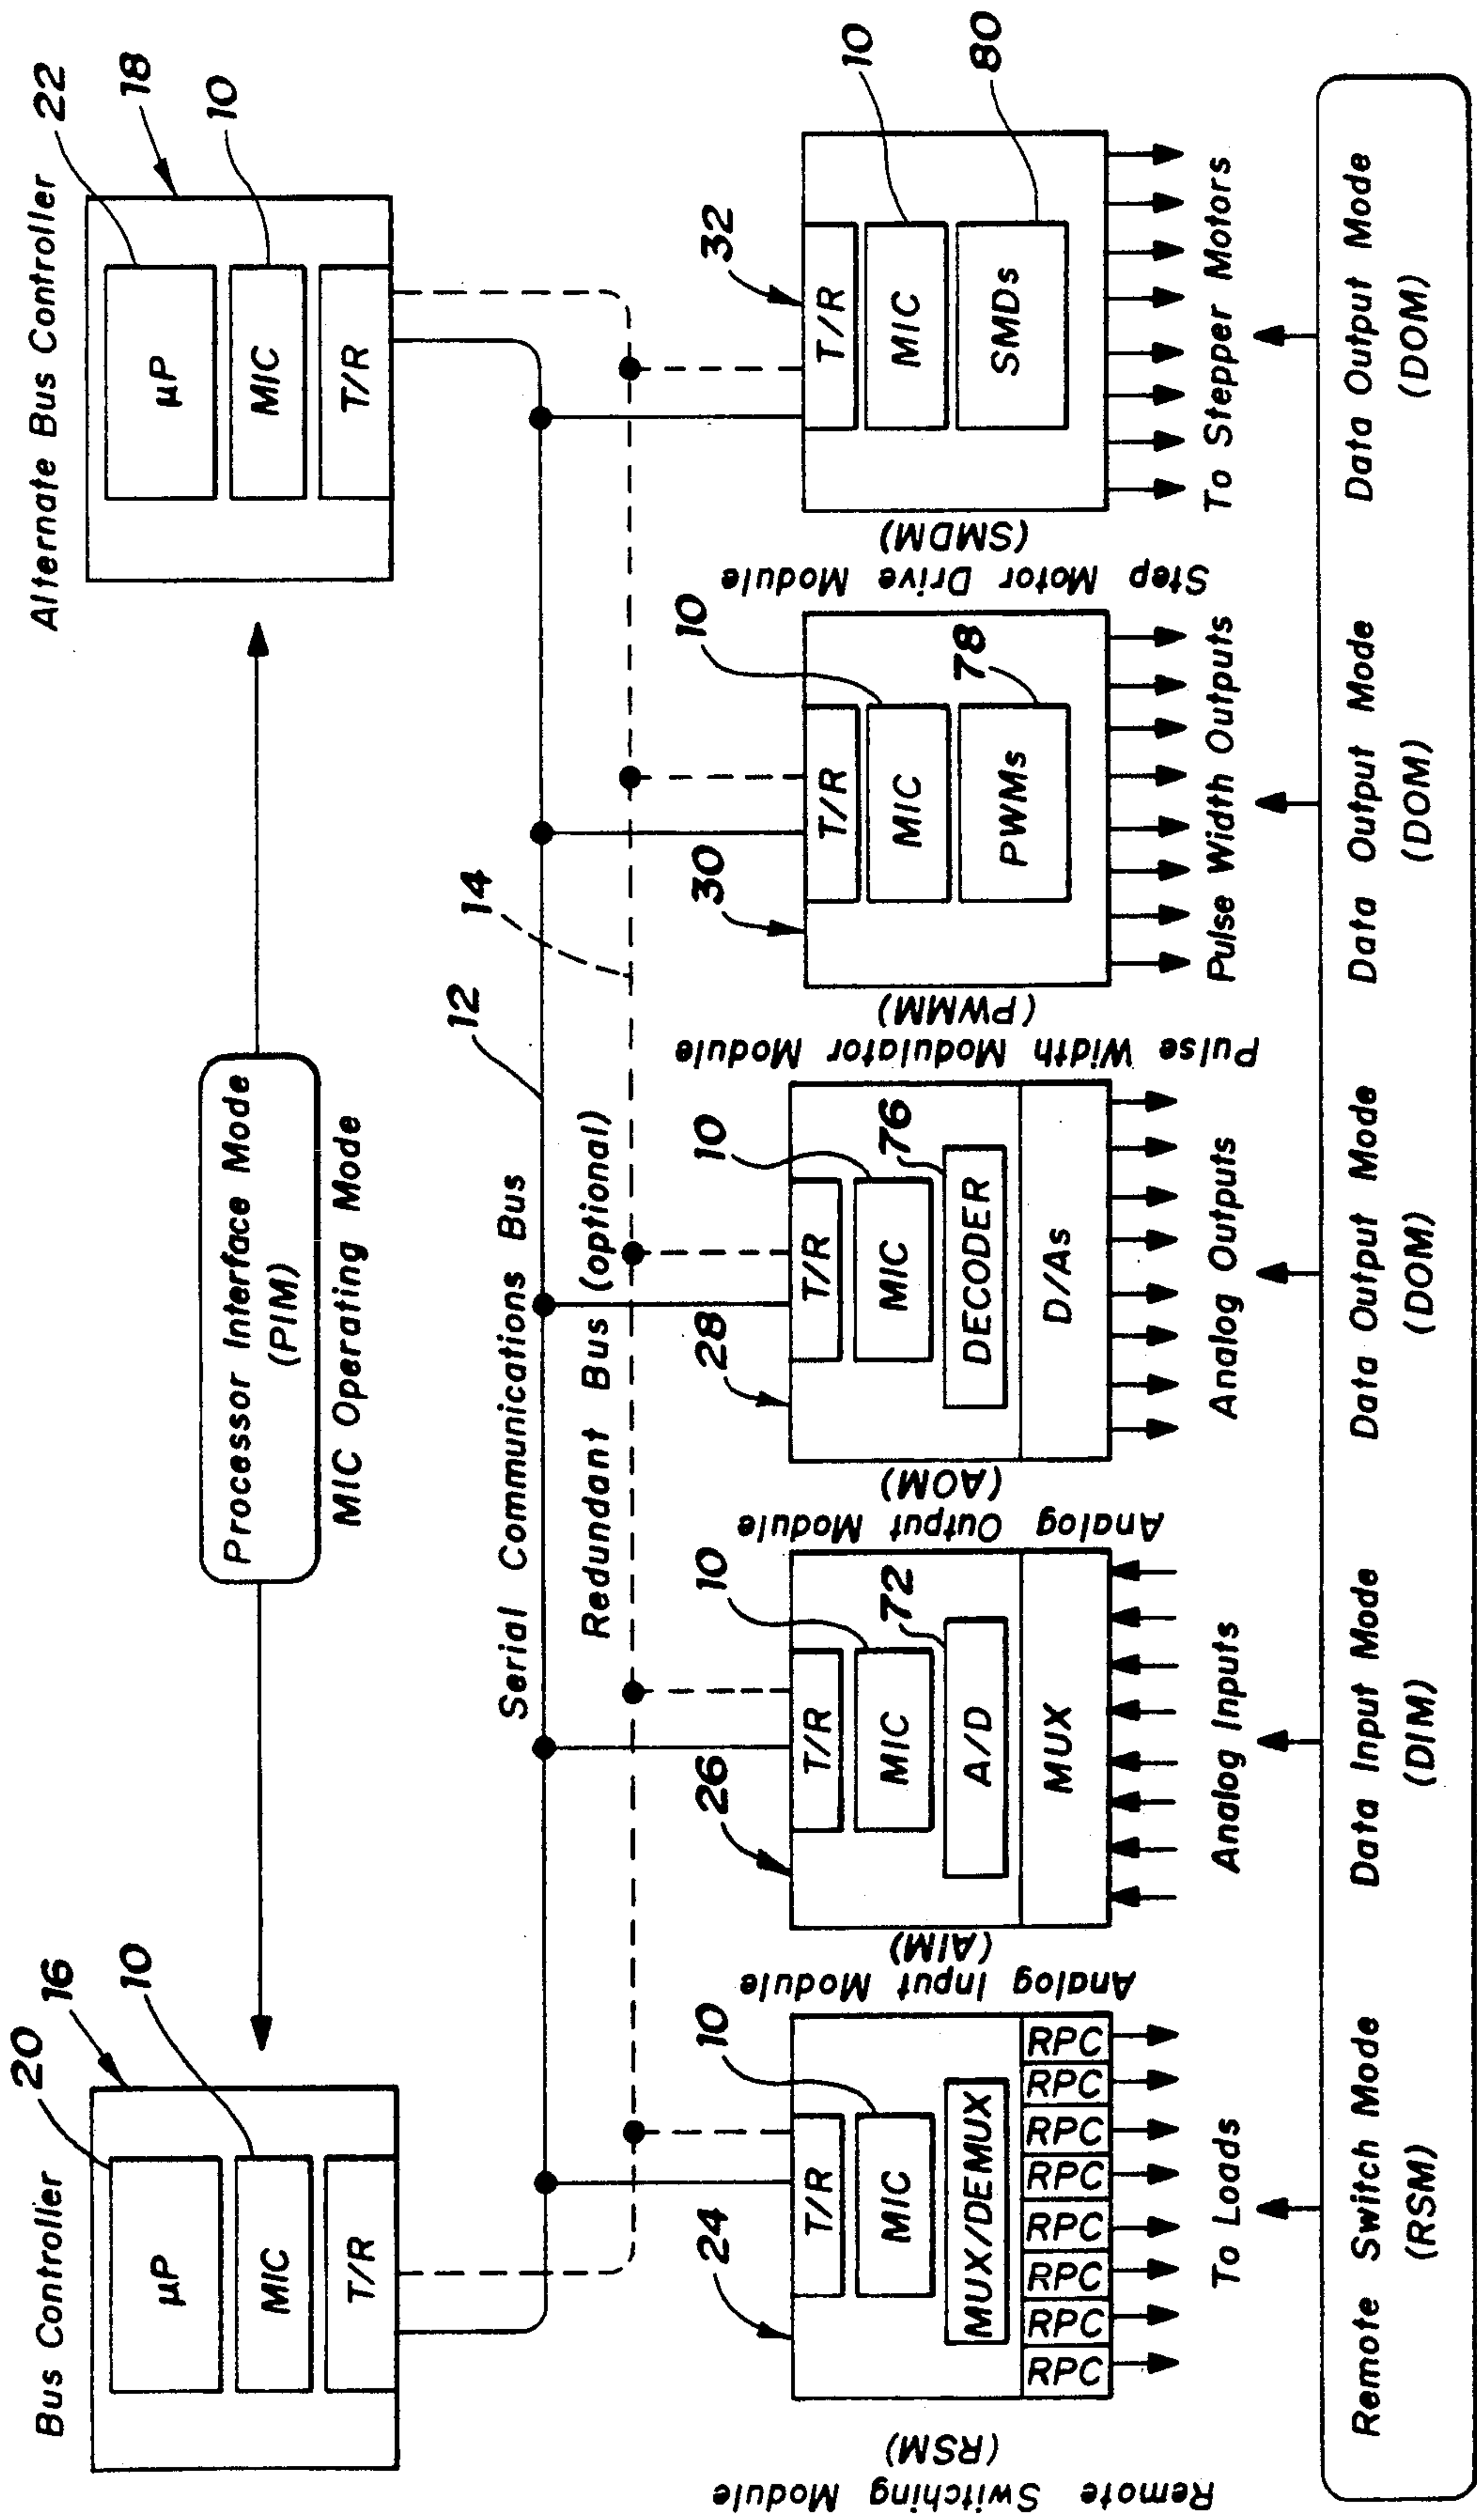 Bus Controller
20
16
10
µP
MIC
T/R
Processor Interface Mode
(PIM)
MIC Operating Mode
Alternate Bus Controller
22
18
10
µP
MIC
T/R
Serial Communications Bus
12
14
Redundant Bus (optional)
Remote Switching Module
(RSM)
24
10
T/R
MIC
MUX/DEMUX
RPC
RPC
RPC
RPC
RPC
RPC
RPC
RPC
To Loads
Analog Input Module
(AIM)
26
10
72
T/R
MIC
A/D
MUX
Analog Inputs
Analog Output Module
(AOM)
28
10
76
T/R
MIC
DECODER
D/As
Analog Outputs
Pulse Width Modulator Module
(PWMM)
30
10
78
T/R
MIC
PWMs
Pulse Width Outputs
Step Motor Drive Module
(SMDM)
32
10
80
T/R
MIC
SMDs
To Stepper Motors
Remote Switch Mode
(RSM)
Data Input Mode
(DIM)
Data Output Mode
(DOM)
Data Output Mode
(DOM)
Data Output Mode
(DOM)